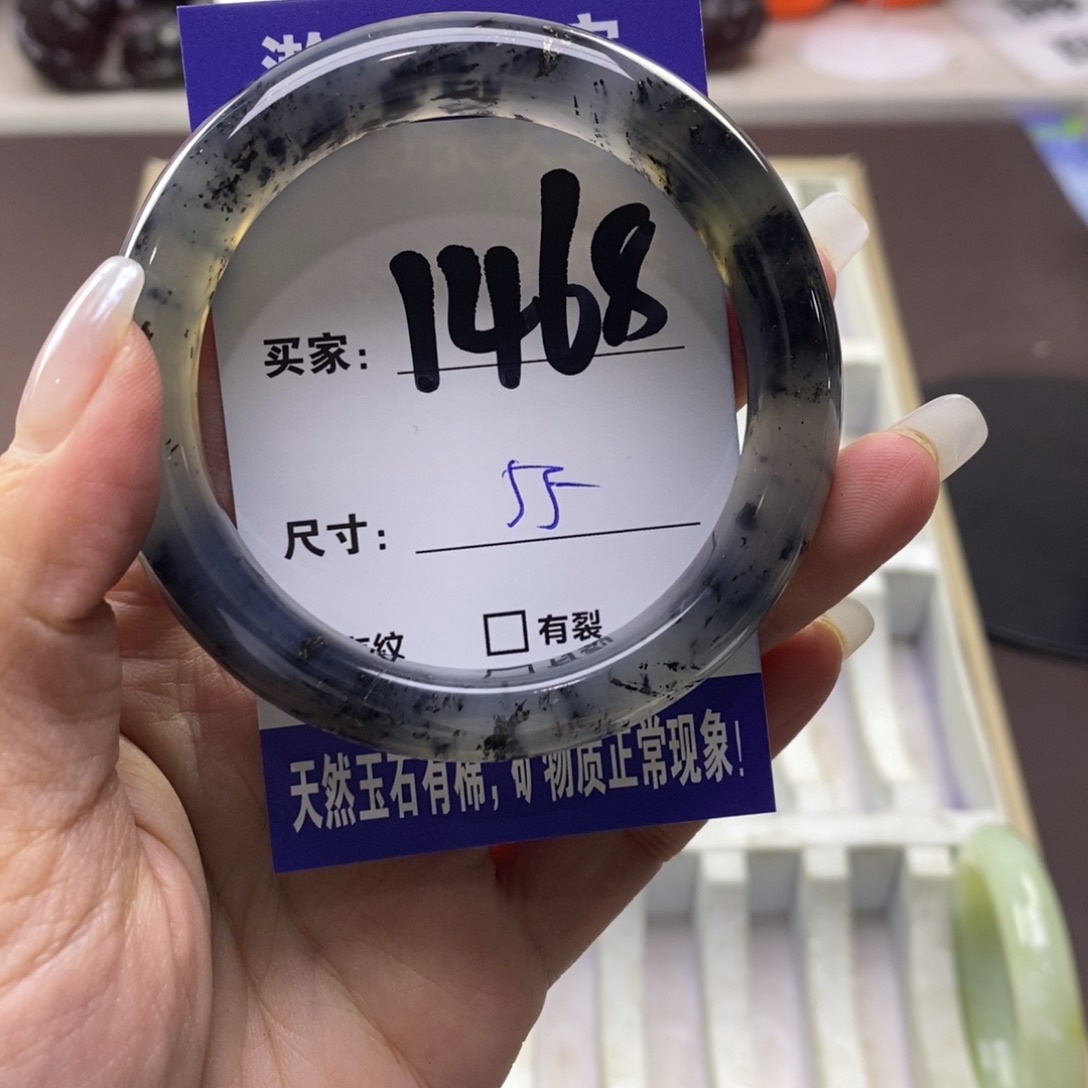 买家: 1468
尺寸: 55
纹 □有裂
天然玉石有棉,矿物质正常现象!